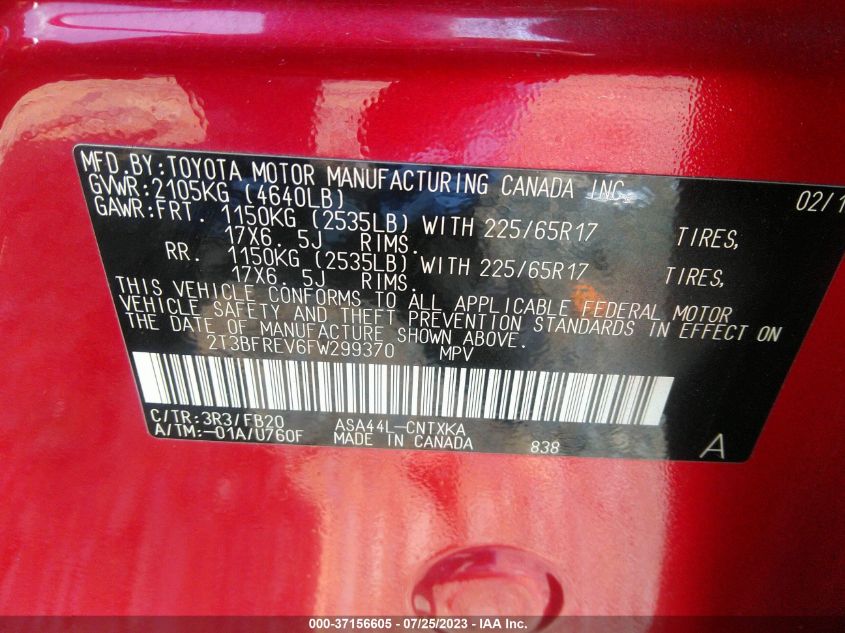 MFD.BY:TOYOTA MOTOR MANUFACTURING CANADA INC. 02/1
GVWR:2105KG (4640LB)
GAWR:FRT. 1150KG (2535LB) WITH 225/65R17 TIRES,
17X6. 5J RIMS.
RR. 1150KG (2535LB) WITH 225/65R17 TIRES,
17X6. 5J RIMS.
THIS VEHICLE CONFORMS TO ALL APPLICABLE FEDERAL MOTOR
VEHICLE SAFETY AND THEFT PREVENTION STANDARDS IN EFFECT ON
THE DATE OF MANUFACTURE SHOWN ABOVE.
2T3BFREV6FW299370 MPV
C/TR:3R3/FB20 ASA44L-CNTXKA
A/TM:-01A/U760F MADE IN CANADA 838 A
000-37156605 / 07/25/2023 - IAA Inc.